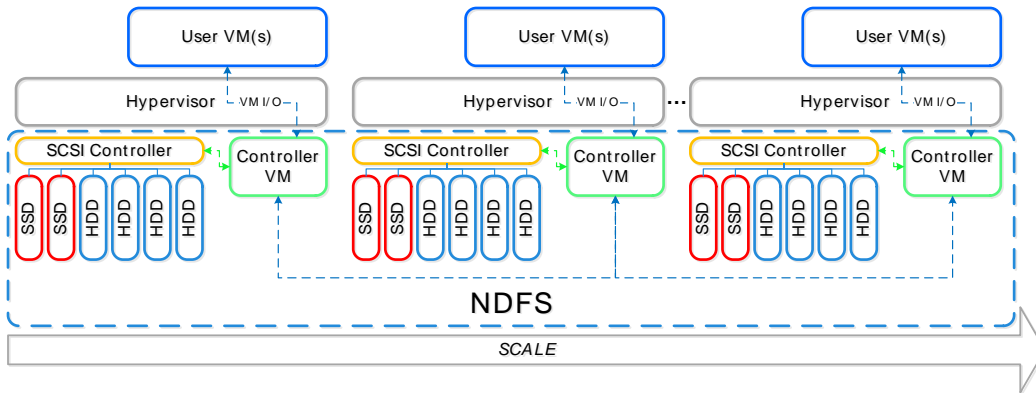 User VM(s)
User VM(s)
User VM(s)
Hypervisor
VM I/O
Hypervisor
VM I/O
...
Hypervisor
VM I/O
SCSI Controller
Controller
VM
SCSI Controller
Controller
VM
SCSI Controller
Controller
VM
SSD
SSD
HDD
HDD
HDD
HDD
SSD
SSD
HDD
HDD
HDD
HDD
SSD
SSD
HDD
HDD
HDD
HDD
NDFS
SCALE